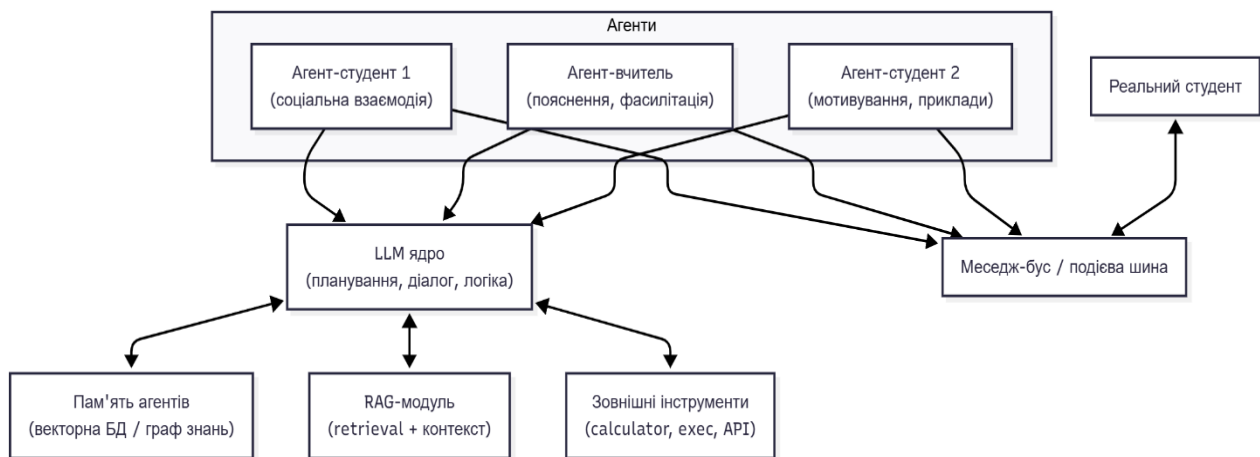 Агенти
Агент-студент 1
(соціальна взаємодія)
Агент-вчитель
(пояснення, фасилітація)
Агент-студент 2
(мотивування, приклади)
Реальний студент
LLM ядро
(планування, діалог, логіка)
Меседж-бус / подієва шина
Пам'ять агентів
(векторна БД / граф знань)
RAG-модуль
(retrieval + контекст)
Зовнішні інструменти
(calculator, exec, API)